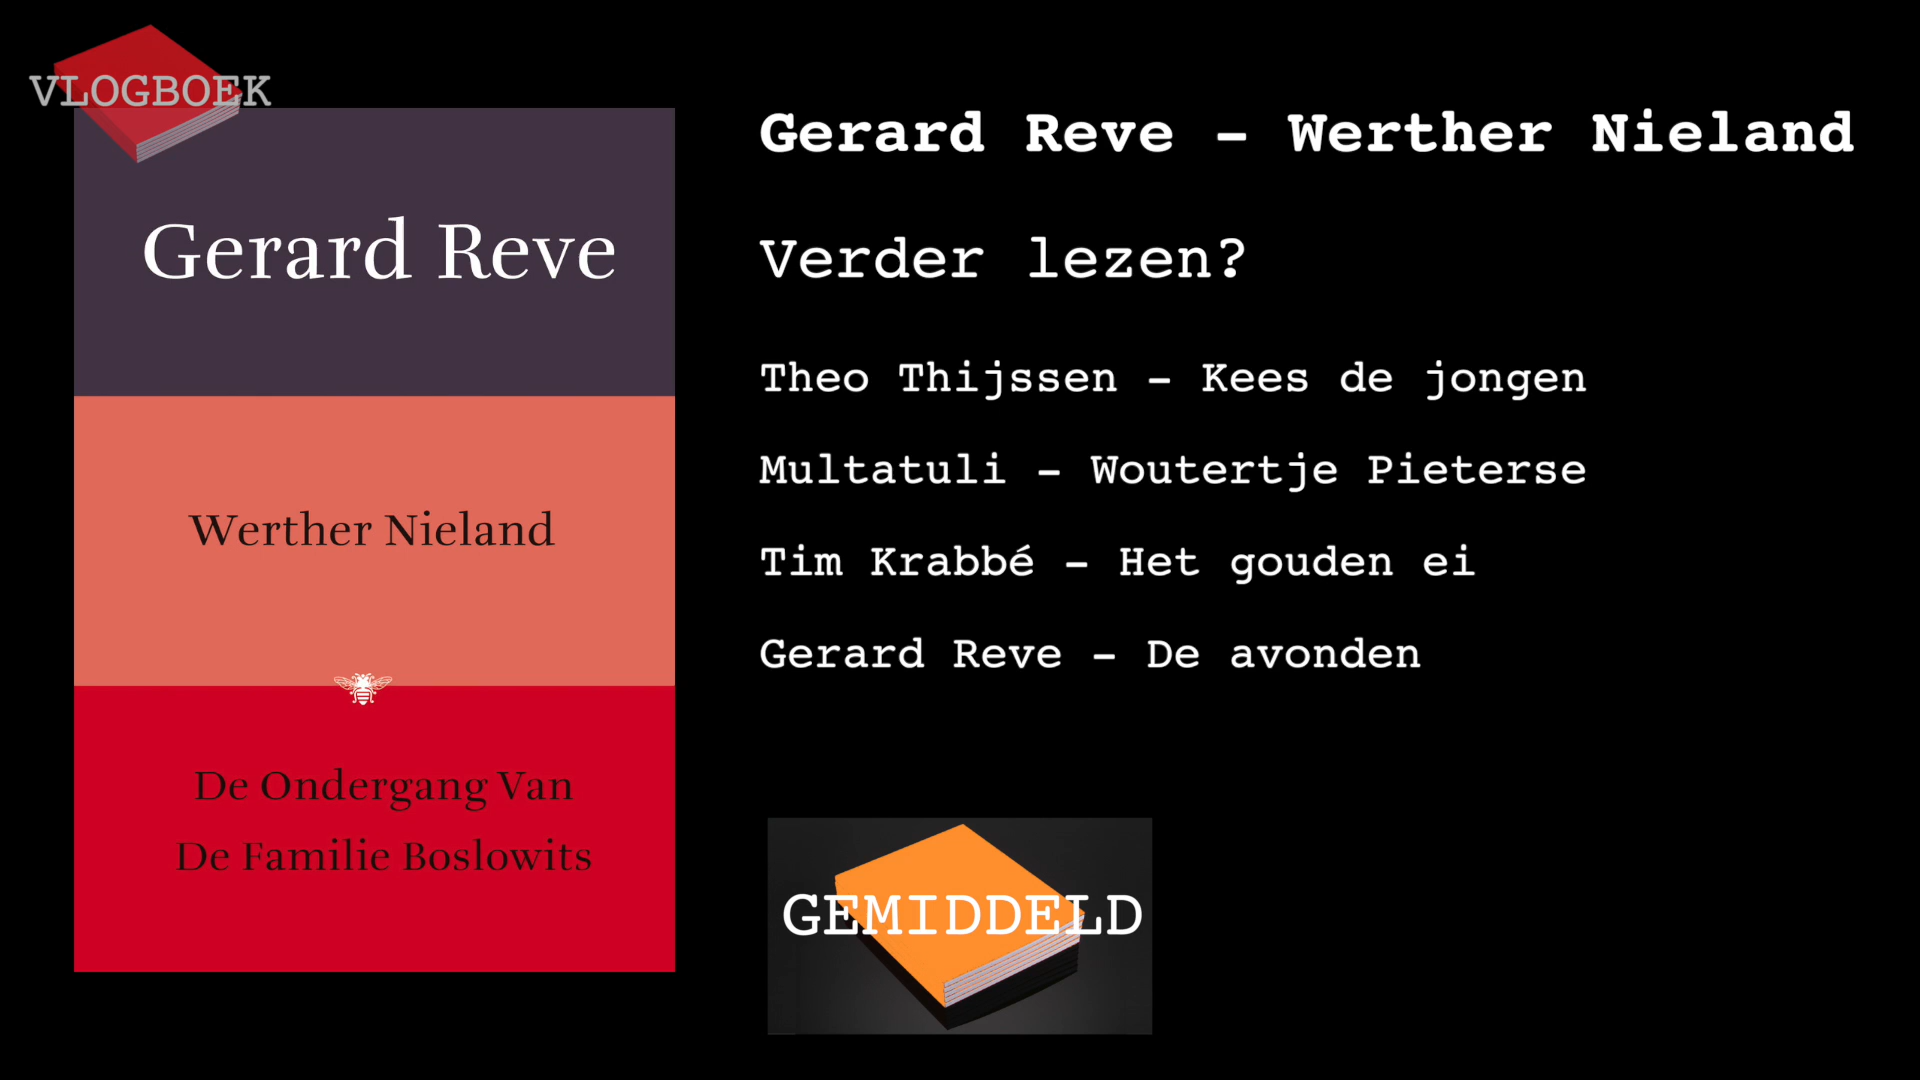 VLOGBOEK
Gerard Reve
Werther Nieland
De Ondergang Van
De Familie Boslowits
Gerard Reve - Werther Nieland
Verder lezen?
Theo Thijssen - Kees de jongen
Multatuli - Woutertje Pieterse
Tim Krabbé - Het gouden ei
Gerard Reve - De avonden
GEMIDDELD